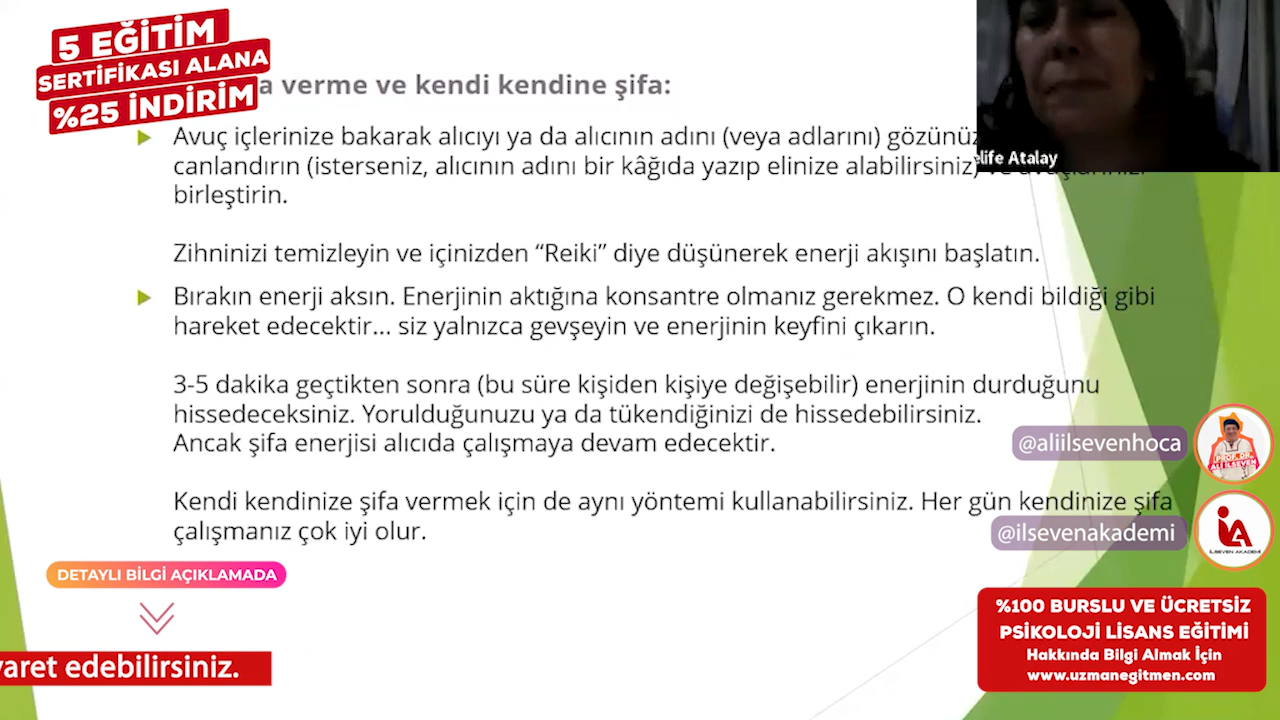 5 EĞİTİM
SERTİFİKASI ALANA
%25 İNDİRİM
verme ve kendi kendine şifa:
Avuç içlerinize bakarak alıcıyı ya da alıcının adını (veya adlarını)
canlandırın (isterseniz, alıcının adını bir kâğıda yazıp elinize alabilirsiniz)
birleştirin.
Zihninizi temizleyin ve içinizden “Reiki” diye düşünerek enerji akışını başlatın.
Bırakın enerji aksın. Enerjinin aktığına konsantre olmanız gerekmez. O kendi bildiği gibi
hareket edecektir... siz yalnızca gevşeyin ve enerjinin keyfini çıkarın.
3-5 dakika geçtikten sonra (bu süre kişiden kişiye değişebilir) enerjinin durduğunu
hissedeceksiniz. Yorulduğunuzu ya da tükendiğinizi de hissedebilirsiniz.
Ancak şifa enerjisi alıcıda çalışmaya devam edecektir.
Kendi kendinize şifa vermek için de aynı yöntemi kullanabilirsiniz. Her gün kendinize şifa
çalışmanız çok iyi olur.
elife Atalay
@aliilsevenhoca
PROF. DR.
ALİ İLSEVEN
@ilsevenakademi
İLSEVEN AKADEMİ
DETAYLI BİLGİ AÇIKLAMADA
edebilirsiniz.
%100 BURSLU VE ÜCRETSİZ
PSİKOLOJİ LİSANS EĞİTİMİ
Hakkında Bilgi Almak İçin
www.uzmanegitmen.com